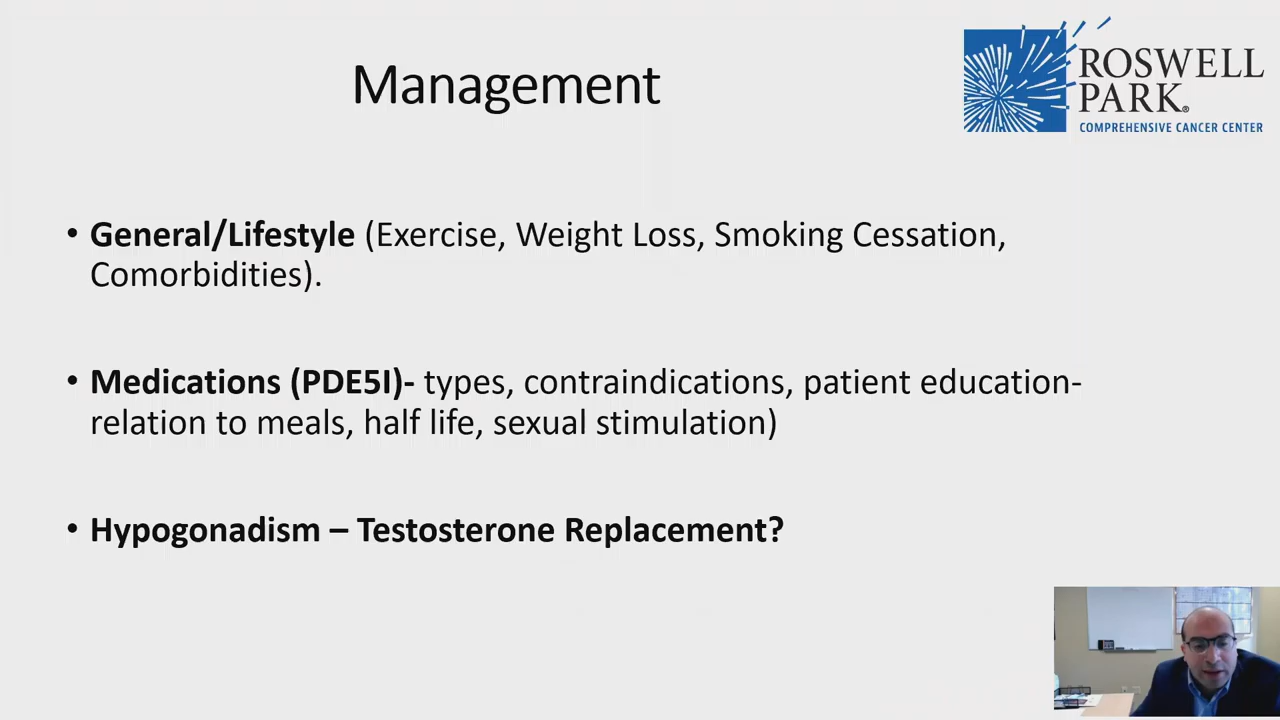 Management
ROSWELL
PARK®
COMPREHENSIVE CANCER CENTER
• General/Lifestyle (Exercise, Weight Loss, Smoking Cessation,
Comorbidities).
• Medications (PDE5I)- types, contraindications, patient education-
relation to meals, half life, sexual stimulation)
• Hypogonadism – Testosterone Replacement?